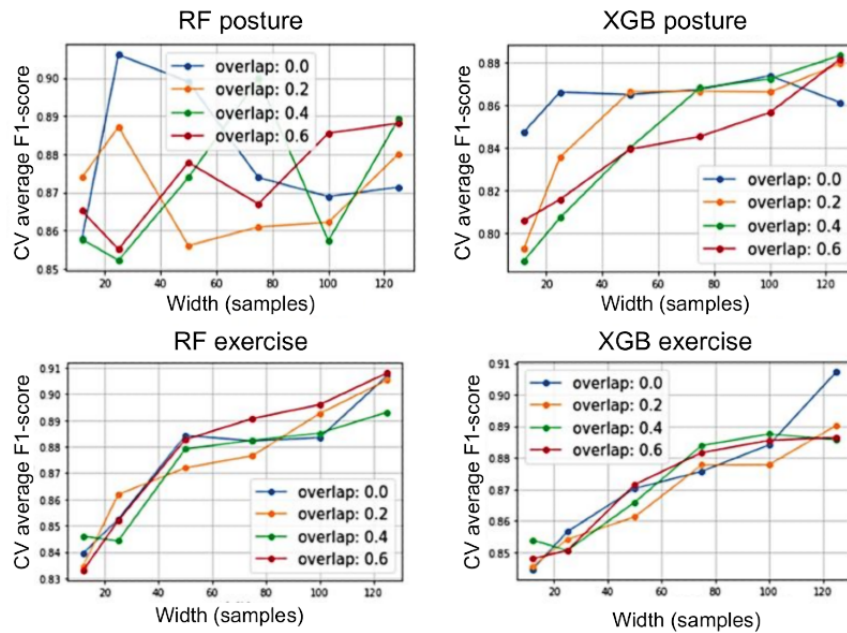 RF posture
CV average F1-score
0.90
0.89
0.88
0.87
0.86
0.85
overlap: 0.0
overlap: 0.2
overlap: 0.4
overlap: 0.6
20 40 60 80 100 120
Width (samples)
XGB posture
CV average F1-score
0.88
0.86
0.84
0.82
0.80
overlap: 0.0
overlap: 0.2
overlap: 0.4
overlap: 0.6
20 40 60 80 100 120
Width (samples)
RF exercise
CV average F1-score
0.91
0.90
0.89
0.88
0.87
0.86
0.85
0.84
0.83
overlap: 0.0
overlap: 0.2
overlap: 0.4
overlap: 0.6
20 40 60 80 100 120
Width (samples)
XGB exercise
CV average F1-score
0.91
0.90
0.89
0.88
0.87
0.86
0.85
overlap: 0.0
overlap: 0.2
overlap: 0.4
overlap: 0.6
20 40 60 80 100 120
Width (samples)